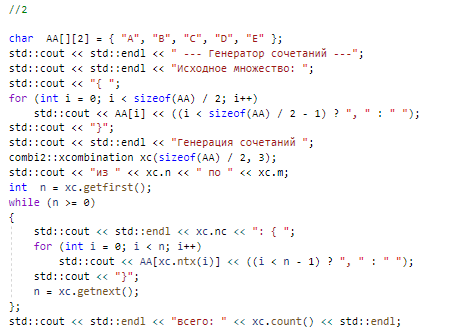 //2
char  AA[][2] = { "A", "B", "C", "D", "E" };
std::cout << std::endl << " --- Генератор сочетаний ---";
std::cout << std::endl << "Исходное множество: ";
std::cout << "{ ";
for (int i = 0; i < sizeof(AA) / 2; i++)
    std::cout << AA[i] << ((i < sizeof(AA) / 2 - 1) ? ", " : " ");
std::cout << "}";
std::cout << std::endl << "Генерация сочетаний ";
combi2::xcombination xc(sizeof(AA) / 2, 3);
std::cout << "из " << xc.n << " по " << xc.m;
int  n = xc.getfirst();
while (n >= 0)
{
    std::cout << std::endl << xc.nc << ": { ";
    for (int i = 0; i < n; i++)
        std::cout << AA[xc.ntx(i)] << ((i < n - 1) ? ", " : " ");
    std::cout << "}";
    n = xc.getnext();
};
std::cout << std::endl << "всего: " << xc.count() << std::endl;